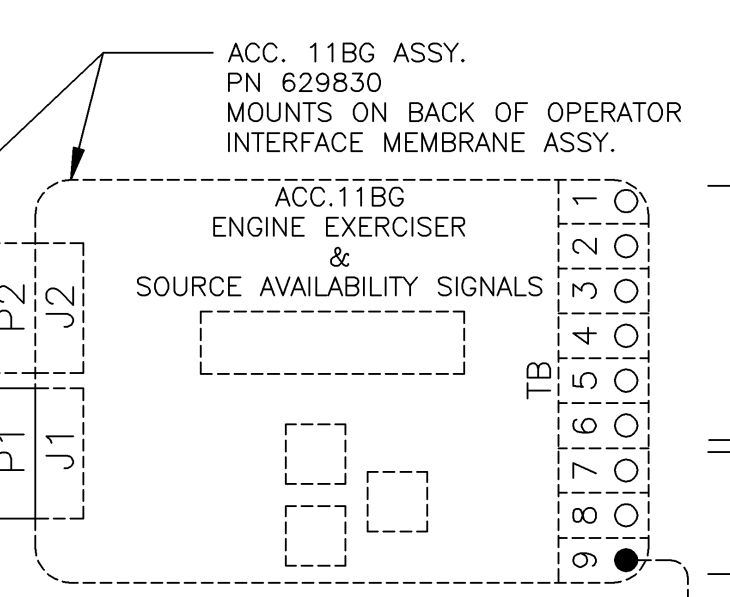 ACC. 11BG ASSY.
PN 629830
MOUNTS ON BACK OF OPERATOR
INTERFACE MEMBRANE ASSY.
ACC.11BG
ENGINE EXERCISER
&
SOURCE AVAILABILITY SIGNALS
P2
J2
P1
J1
TB
1
2
3
4
5
6
7
8
9